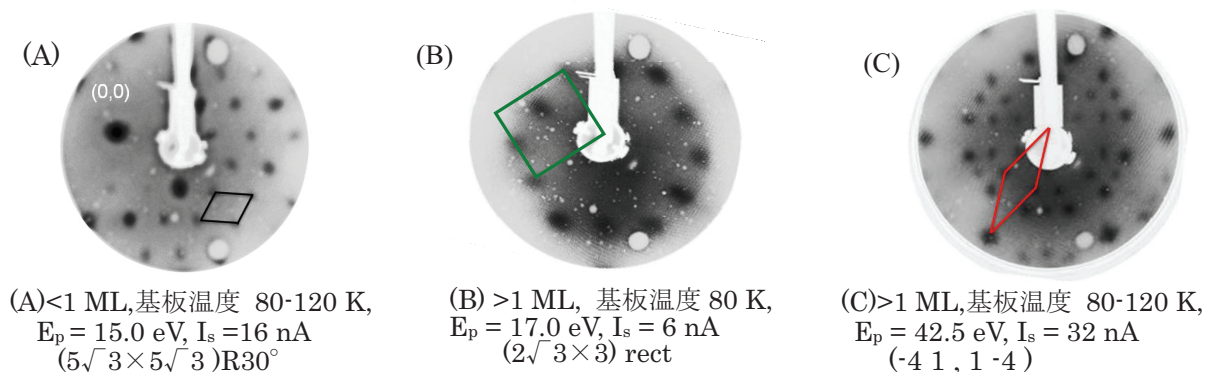 (A)
(0,0)
(B)
(C)
(A)<1 ML,基板温度 80-120 K,
Eₚ = 15.0 eV, Iₛ =16 nA
(5√3×5√3)R30°
(B) >1 ML, 基板温度 80 K,
Eₚ = 17.0 eV, Iₛ = 6 nA
(2√3×3) rect
(C)>1 ML,基板温度 80-120 K,
Eₚ = 42.5 eV, Iₛ = 32 nA
(-4 1 , 1 -4 )